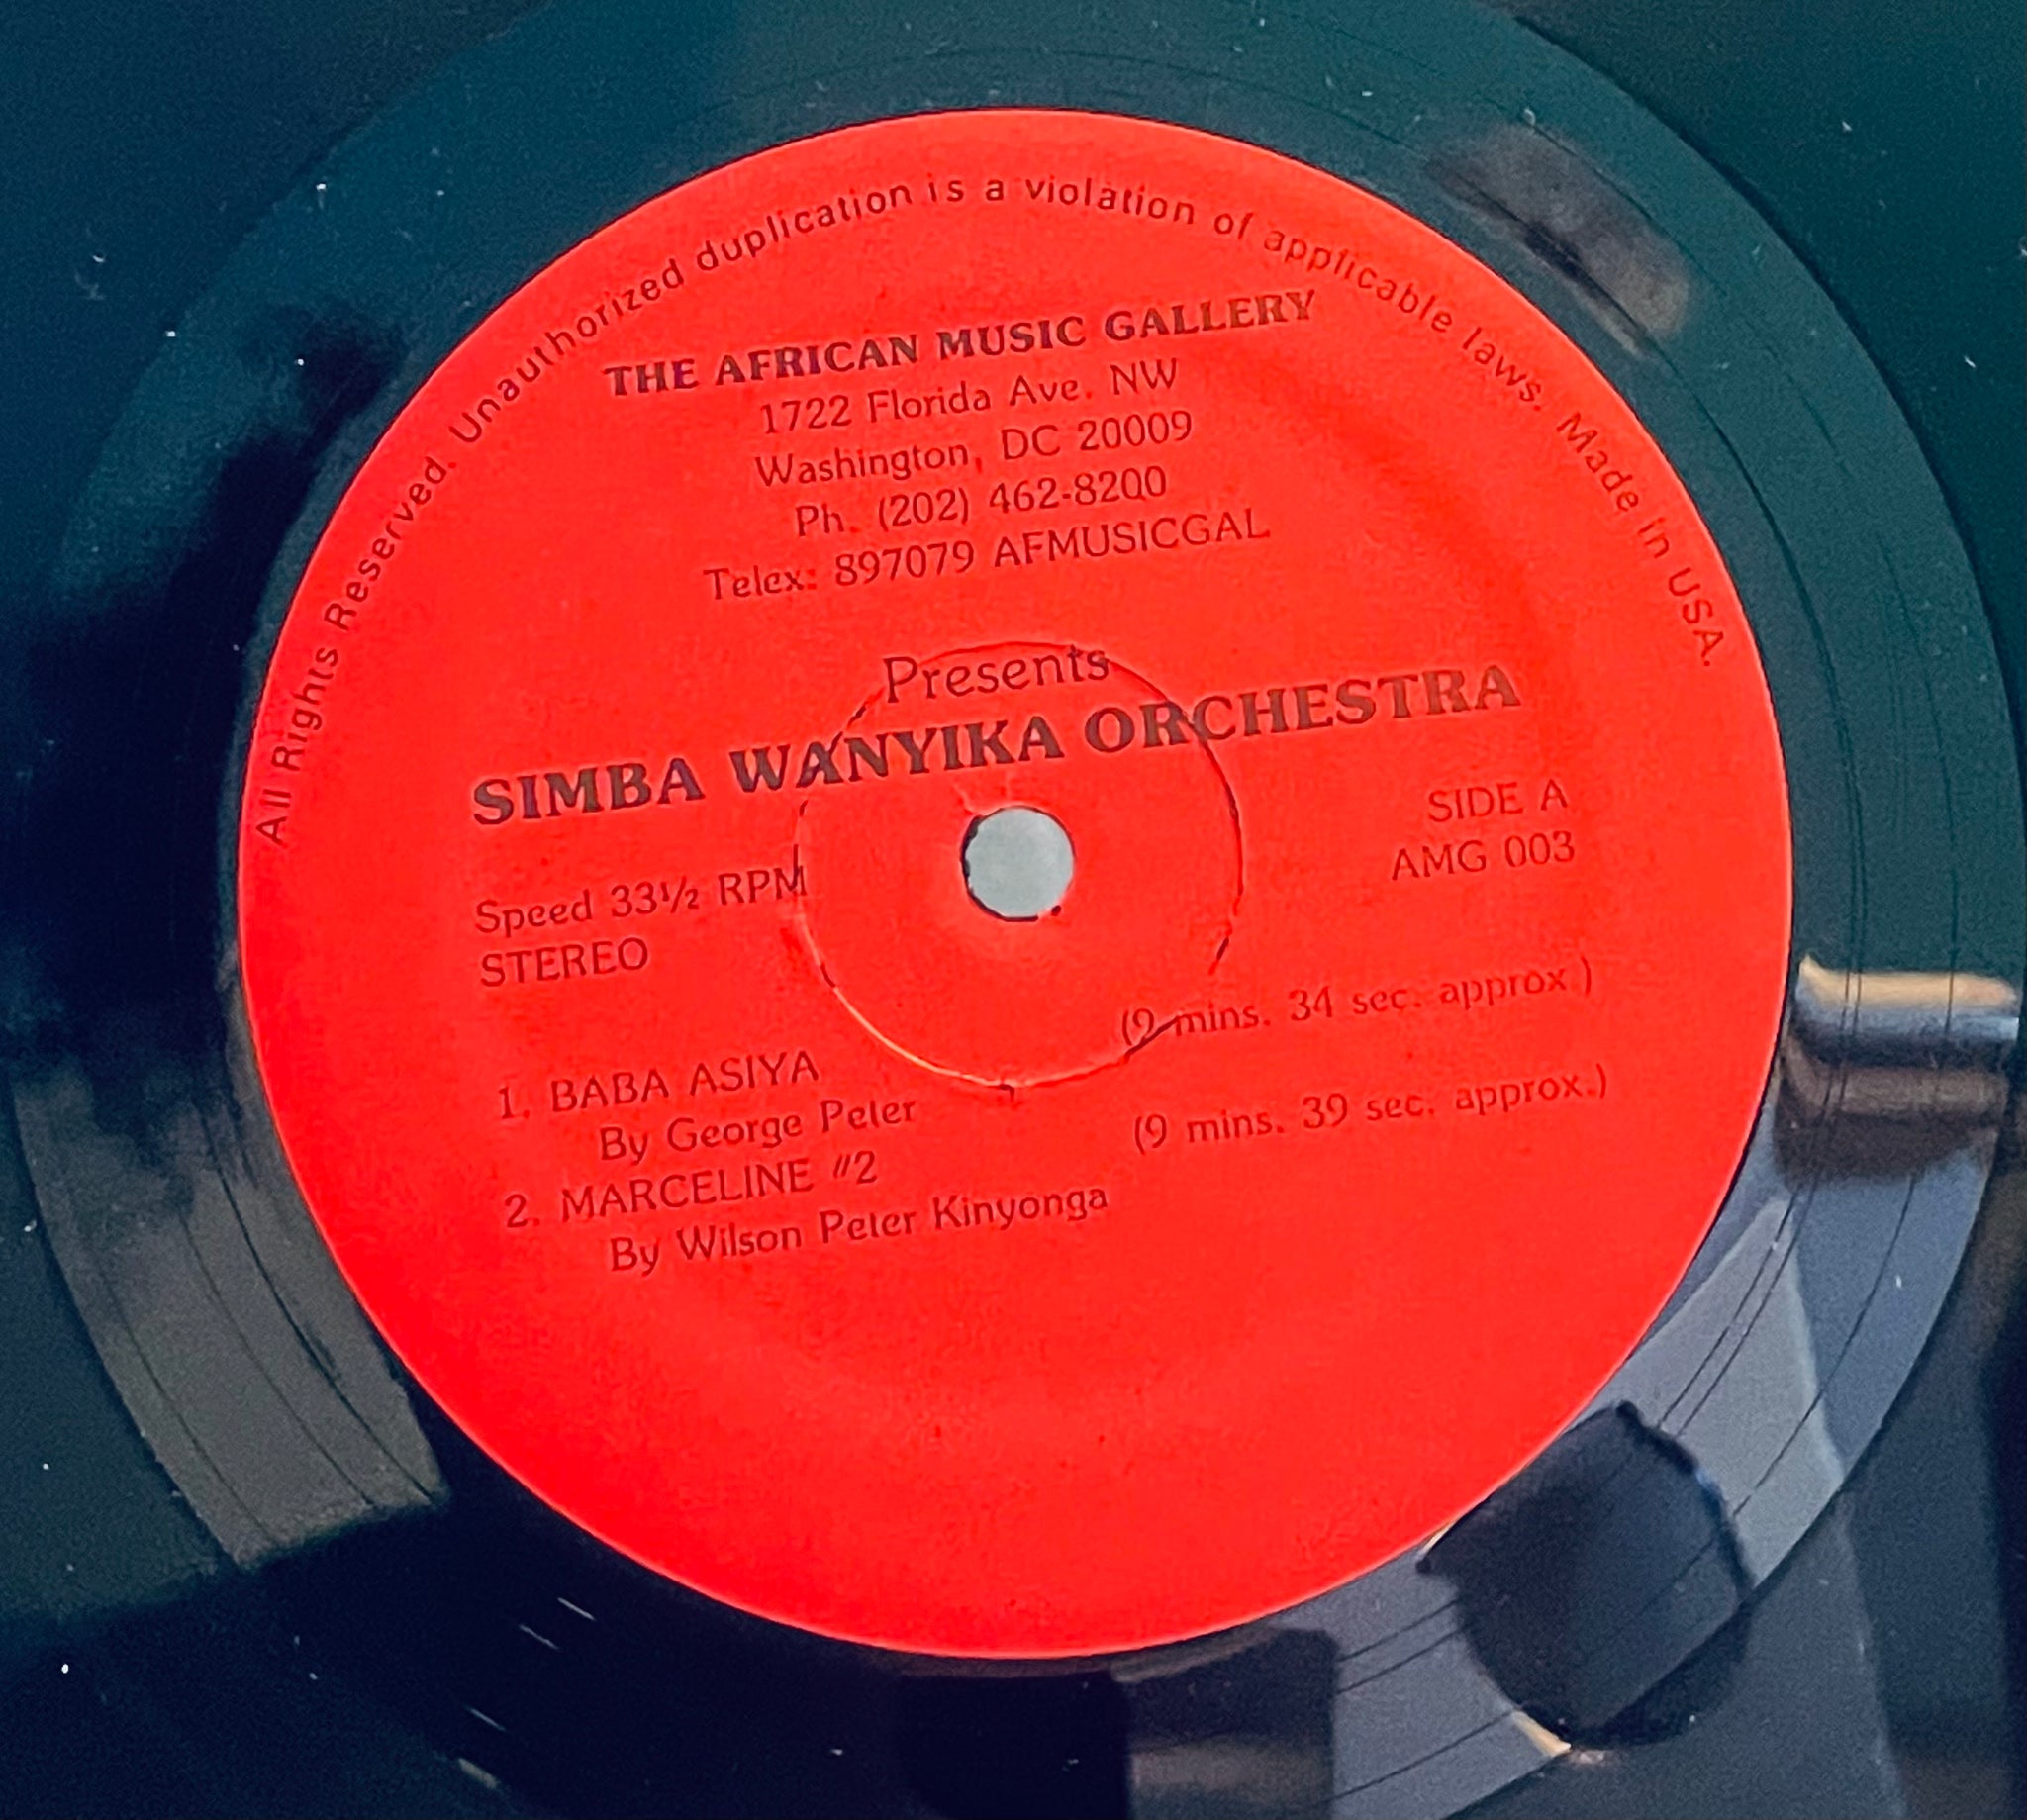 All Rights Reserved. Unauthorized duplication is a violation of applicable laws. Made in USA.
THE AFRICAN MUSIC GALLERY
1722 Florida Ave. NW
Washington, DC 20009
Ph. (202) 462-8200
Telex: 897079 AFMUSICGAL
Presents
SIMBA WANYIKA ORCHESTRA
SIDE A
AMG 003
Speed 33½ RPM
STEREO
1. BABA ASIYA (9 mins. 34 sec. approx.)
By George Peter
2. MARCELINE #2 (9 mins. 39 sec. approx.)
By Wilson Peter Kinyonga